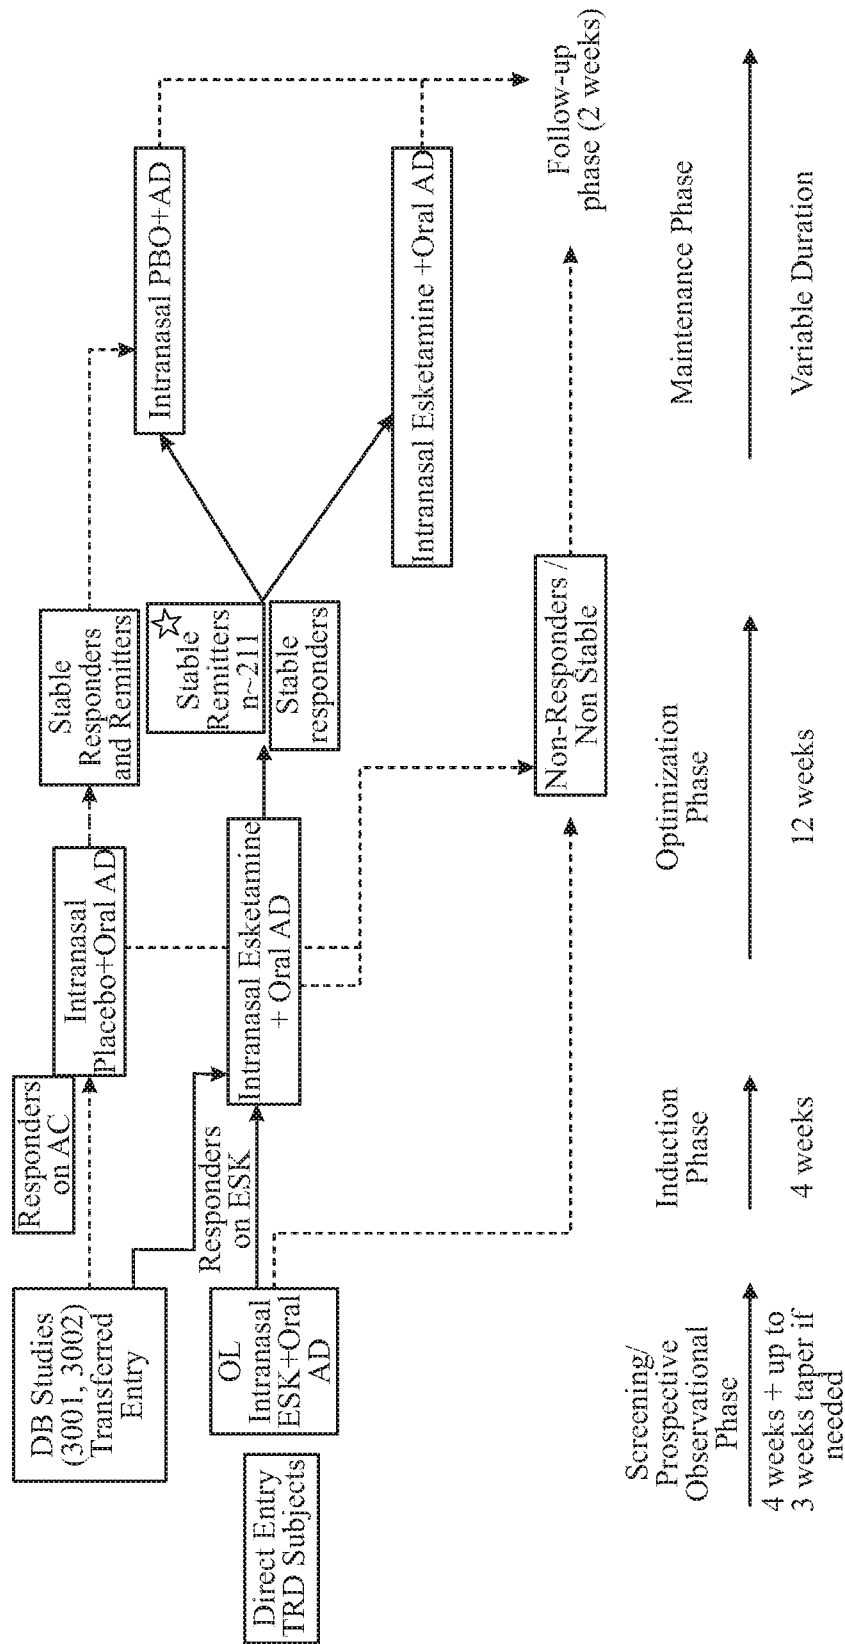 DB Studies
(3001, 3002)
Transferred
Entry
Direct Entry
TRD Subjects
OL
Intranasal
ESK+Oral
AD
Responders
on AC
Responders
on ESK
Intranasal
Placebo+Oral AD
Intranasal Esketamine
+ Oral AD
Stable
Responders
and Remitters
Stable
Remitters
n~211
Stable
responders
Non-Responders /
Non Stable
Intranasal PBO+AD
Intranasal Esketamine +Oral AD
Follow-up
phase (2 weeks)
Screening/
Prospective
Observational
Phase
4 weeks + up to
3 weeks taper if
needed
Induction
Phase
4 weeks
Optimization
Phase
12 weeks
Maintenance Phase
Variable Duration